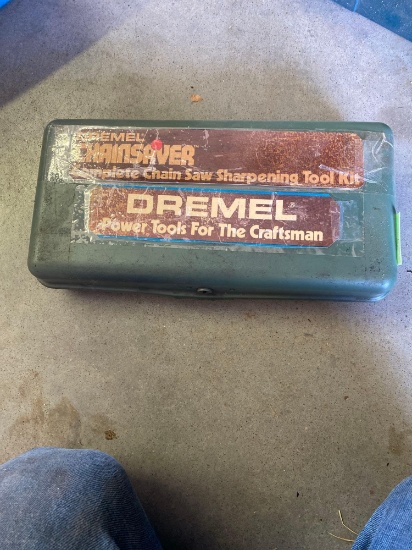 DREMEL
CHAINSAVER
Complete Chain Saw Sharpening Tool Kit
DREMEL
Power Tools For The Craftsman